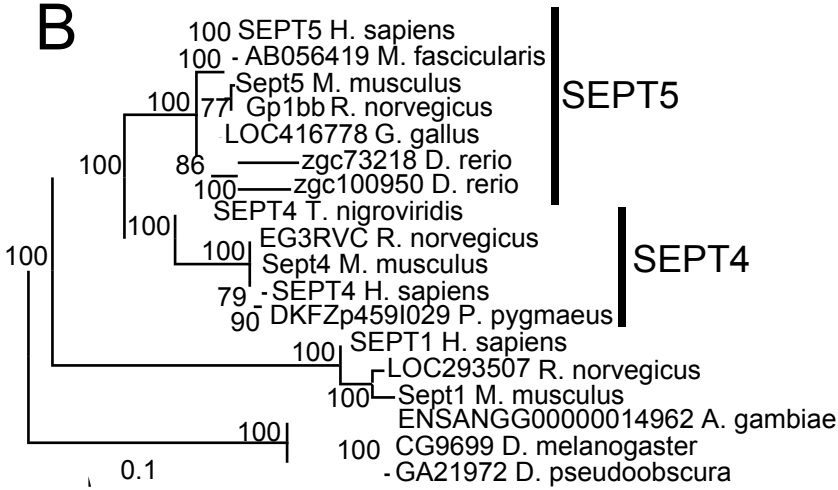 B
100 SEPT5 H. sapiens
100 AB056419 M. fascicularis
Sept5 M. musculus
100 77 Gp1bb R. norvegicus
SEPT5
LOC416778 G. gallus
100 86 zgc73218 D. rerio
100 zgc100950 D. rerio
SEPT4 T. nigroviridis
100 EG3RVC R. norvegicus
100 100 Sept4 M. musculus
SEPT4
79 SEPT4 H. sapiens
90 DKFZp459I029 P. pygmaeus
SEPT1 H. sapiens
100 LOC293507 R. norvegicus
100 Sept1 M. musculus
ENSANGG00000014962 A. gambiae
100 100 CG9699 D. melanogaster
0.1 GA21972 D. pseudoobscura